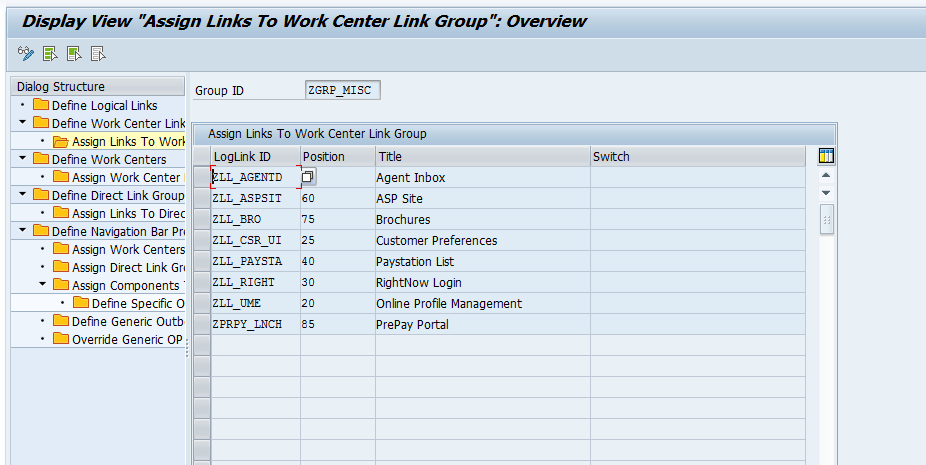 Display View "Assign Links To Work Center Link Group": Overview
Dialog Structure
Define Logical Links
Define Work Center Link
Assign Links To Work
Define Work Centers
Assign Work Center
Define Direct Link Group
Assign Links To Direc
Define Navigation Bar Pr
Assign Work Centers
Assign Direct Link Gr
Assign Components
Define Specific O
Define Generic Outb
Override Generic OP
Group ID ZGRP_MISC
Assign Links To Work Center Link Group
LogLink ID Position Title Switch
ZLL_AGENTD Agent Inbox
ZLL_ASPSIT 60 ASP Site
ZLL_BRO 75 Brochures
ZLL_CSR_UI 25 Customer Preferences
ZLL_PAYSTA 40 Paystation List
ZLL_RIGHT 30 RightNow Login
ZLL_UME 20 Online Profile Management
ZPRPY_LNCH 85 PrePay Portal